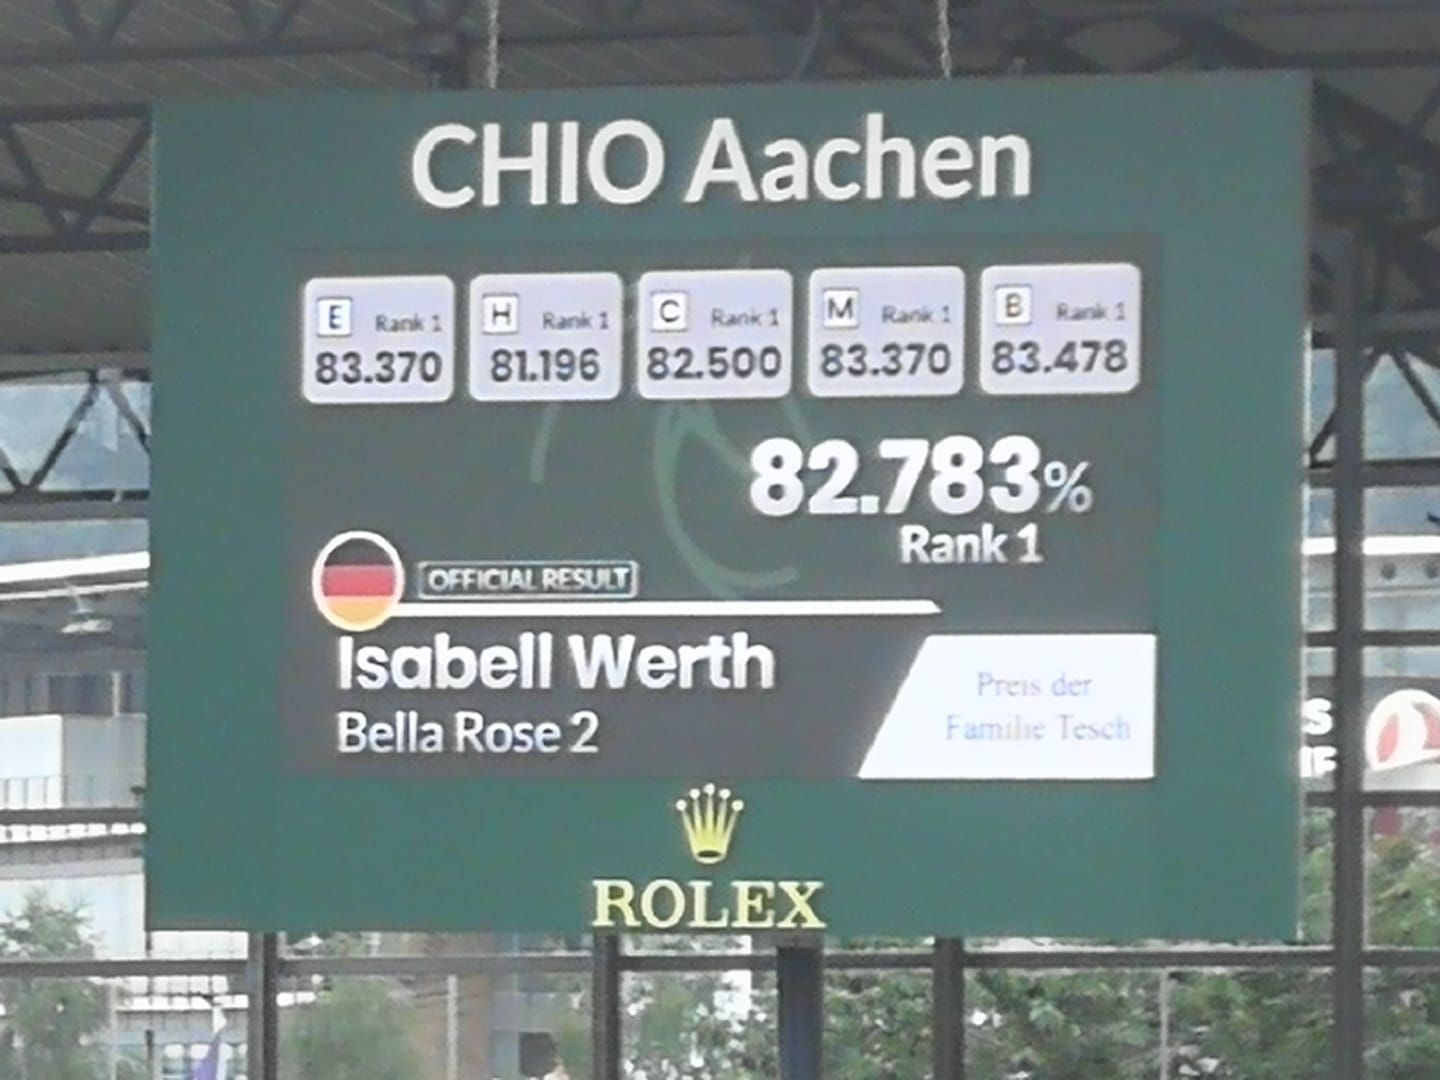 CHIO Aachen
E Rank 1
83.370
H Rank 1
81.196
C Rank 1
82.500
M Rank 1
83.370
B Rank 1
83.478
82.783%
Rank 1
OFFICIAL RESULT
Isabell Werth
Bella Rose 2
Preis der
Familie Tesch
ROLEX